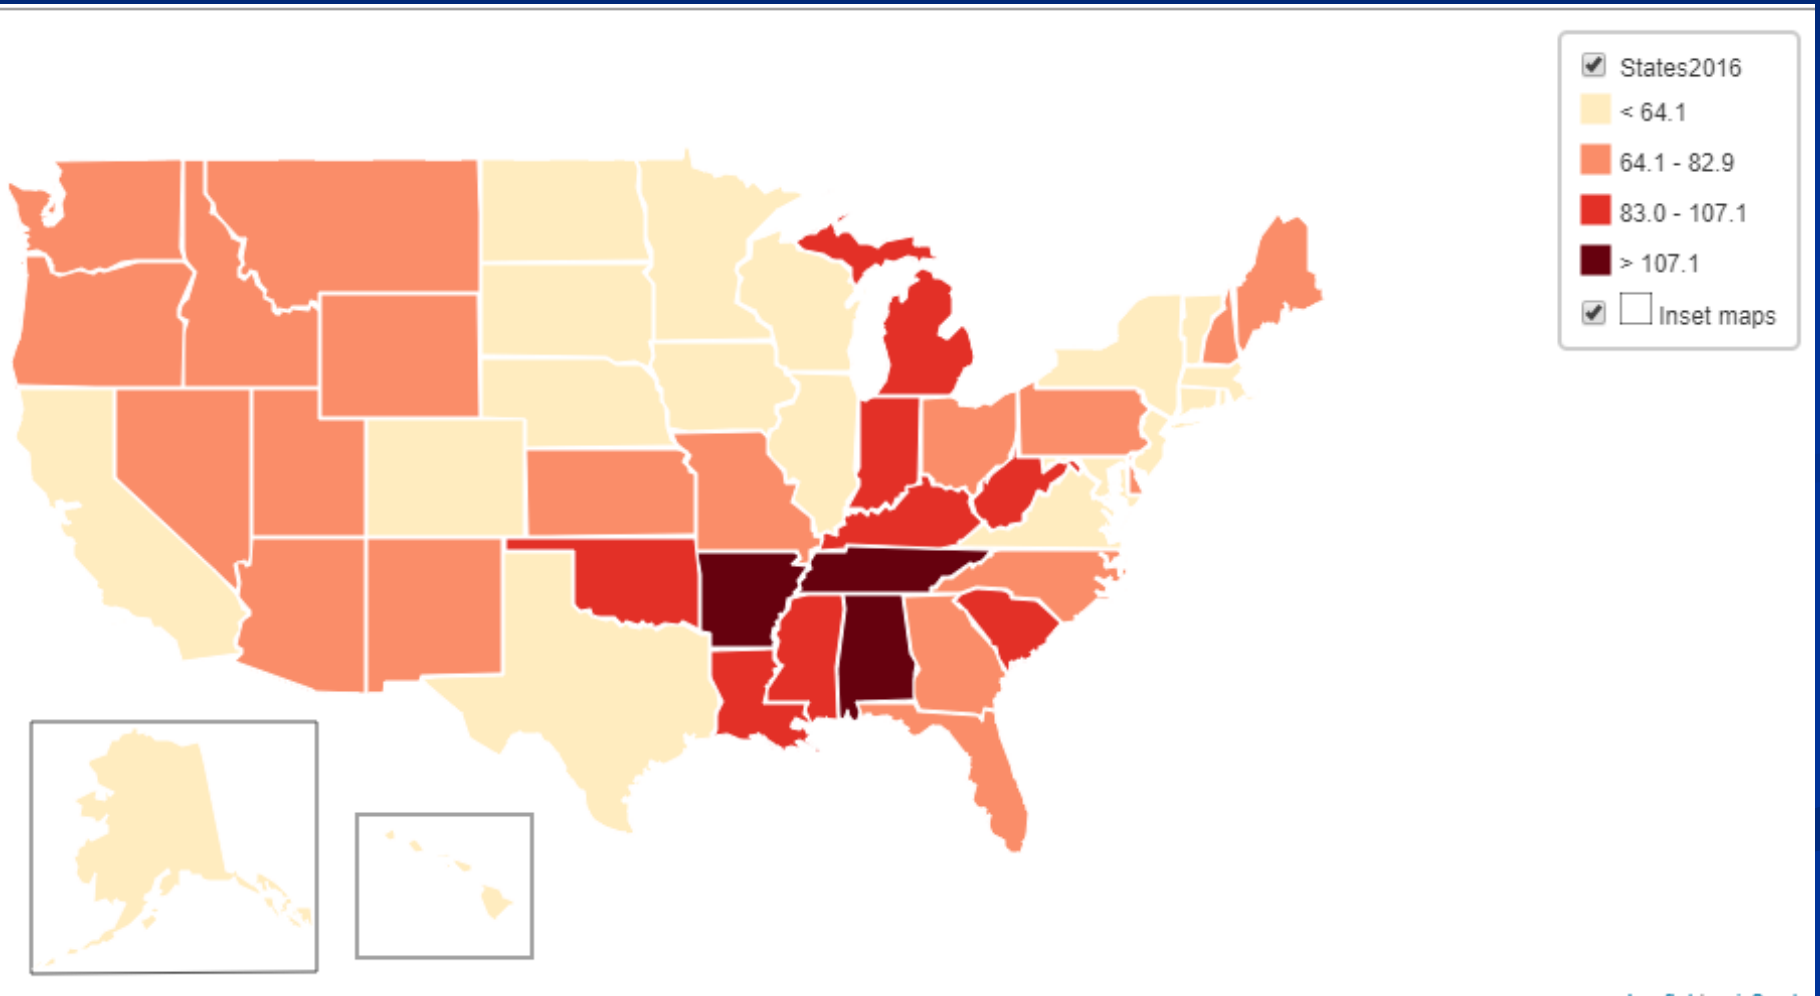 States2016
< 64.1
64.1 - 82.9
83.0 - 107.1
> 107.1
Inset maps